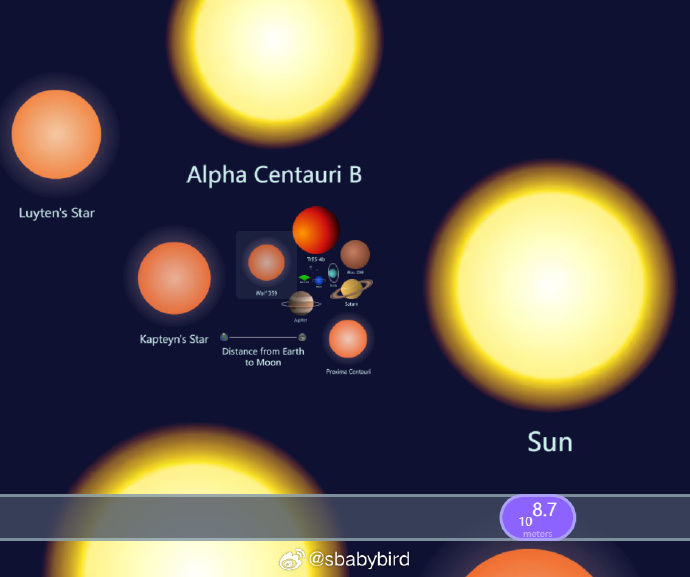 Alpha Centauri B
Luyten's Star
TrES 4b
Wolf 359
Saturn
Jupiter
Kapteyn's Star
Distance from Earth
to Moon
Proxima Centauri
Sun
10^8.7
meters
@sbabybird